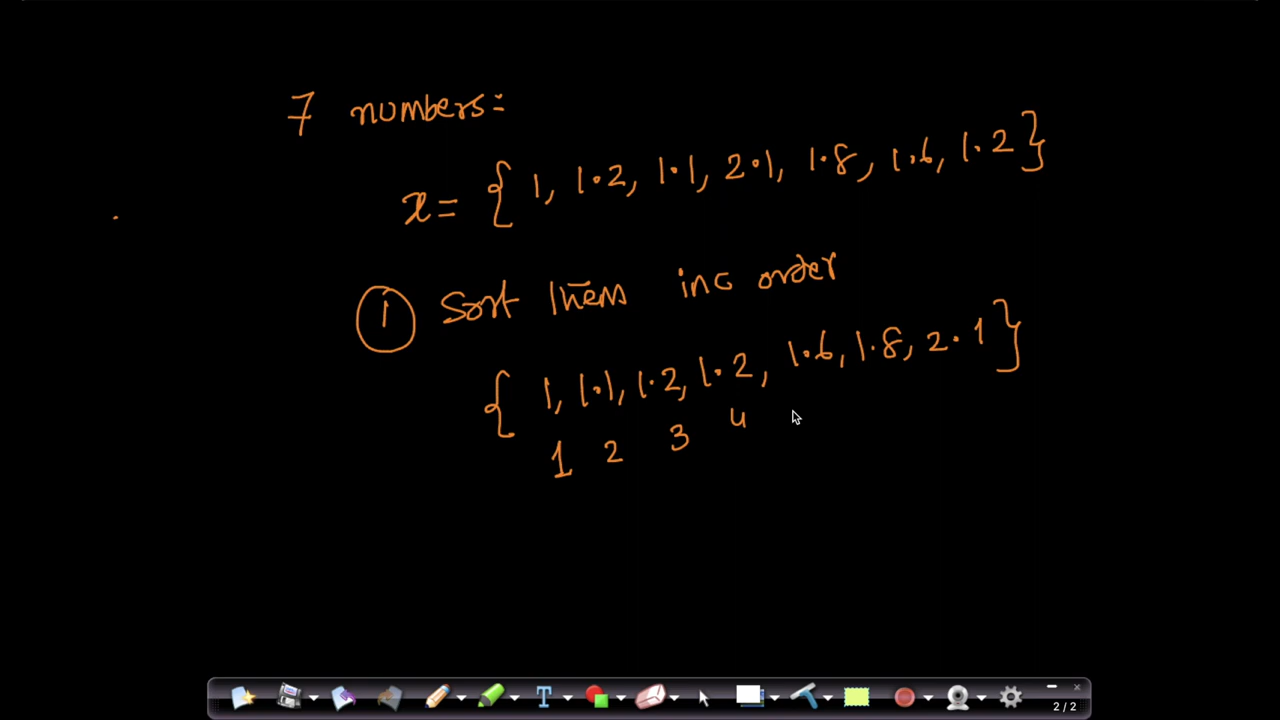 7 numbers:
x = { 1, 1.2, 1.1, 2.1, 1.8, 1.6, 1.2 }
1 Sort them inc order
{ 1, 1.1, 1.2, 1.2, 1.6, 1.8, 2.1 }
1 2 3 4
T
2 / 2